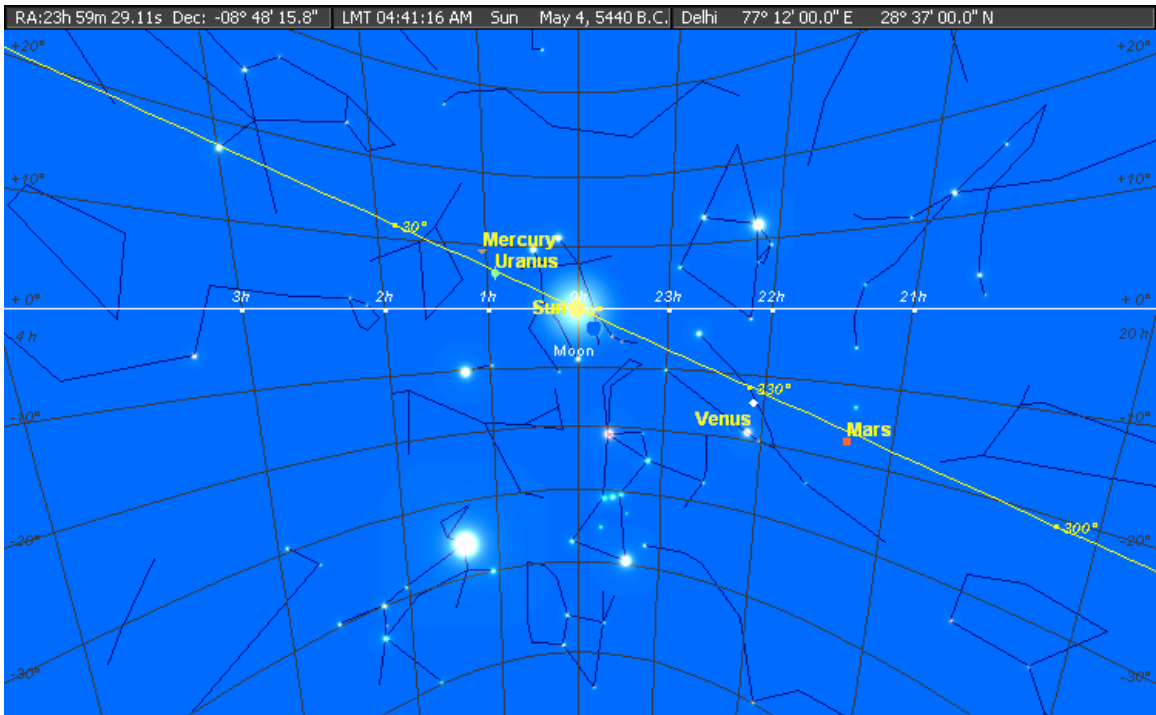 RA:23h 59m 29.11s Dec: -08° 48' 15.8" LMT 04:41:16 AM Sun May 4, 5440 B.C. Delhi 77° 12' 00.0" E 28° 37' 00.0" N
+20° +20°
+10° +10°
30°
Mercury
Uranus
+ 0° 3h 2h 1h 0h 23h 22h 21h + 0°
Sun
4 h 20 h
Moon
330°
-10° -10°
Venus Mars
300°
-20° -20°
-30° -30°